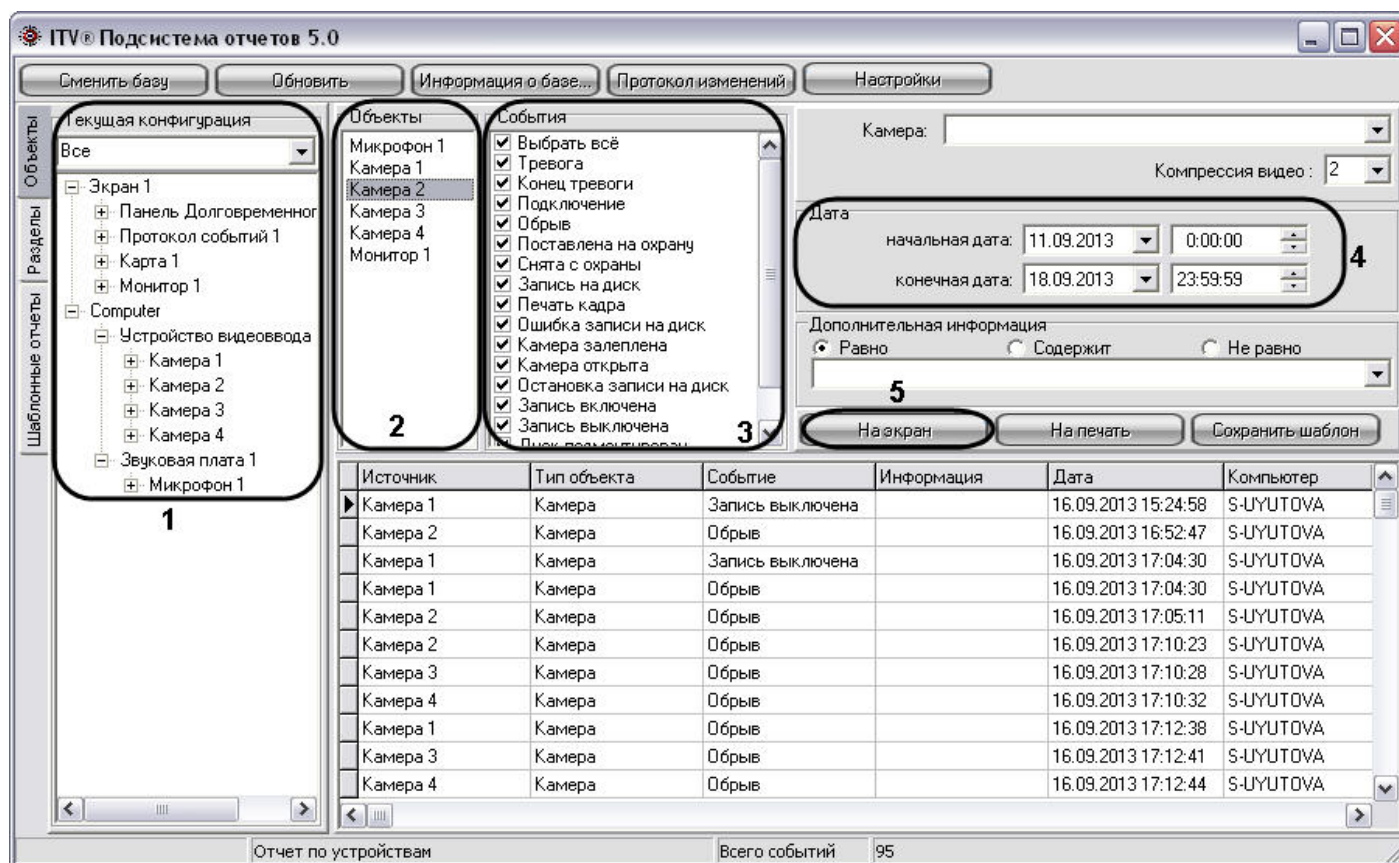 ITV® Подсистема отчетов 5.0
Сменить базу Обновить Информация о базе... Протокол изменений Настройки
Объекты
Разделы
Шаблонные отчеты
Текущая конфигурация
Все
Экран 1
Панель Долговременног
Протокол событий 1
Карта 1
Монитор 1
Computer
Устройство видеоввода
Камера 1
Камера 2
Камера 3
Камера 4
Звуковая плата 1
Микрофон 1
1
Объекты
Микрофон 1
Камера 1
Камера 2
Камера 3
Камера 4
Монитор 1
2
События
Выбрать всё
Тревога
Конец тревоги
Подключение
Обрыв
Поставлена на охрану
Снята с охраны
Запись на диск
Печать кадра
Ошибка записи на диск
Камера залеплена
Камера открыта
Остановка записи на диск
Запись включена
Запись выключена
3
Камера:
Компрессия видео : 2
Дата
начальная дата: 11.09.2013 0:00:00
конечная дата: 18.09.2013 23:59:59
4
Дополнительная информация
Равно Содержит Не равно
5
На экран На печать Сохранить шаблон
Источник Тип объекта Событие Информация Дата Компьютер
Камера 1 Камера Запись выключена 16.09.2013 15:24:58 S-UYUTOVA
Камера 2 Камера Обрыв 16.09.2013 16:52:47 S-UYUTOVA
Камера 1 Камера Запись выключена 16.09.2013 17:04:30 S-UYUTOVA
Камера 1 Камера Обрыв 16.09.2013 17:04:30 S-UYUTOVA
Камера 2 Камера Обрыв 16.09.2013 17:05:11 S-UYUTOVA
Камера 2 Камера Обрыв 16.09.2013 17:10:23 S-UYUTOVA
Камера 3 Камера Обрыв 16.09.2013 17:10:28 S-UYUTOVA
Камера 4 Камера Обрыв 16.09.2013 17:10:32 S-UYUTOVA
Камера 1 Камера Обрыв 16.09.2013 17:12:38 S-UYUTOVA
Камера 3 Камера Обрыв 16.09.2013 17:12:41 S-UYUTOVA
Камера 4 Камера Обрыв 16.09.2013 17:12:44 S-UYUTOVA
Отчет по устройствам Всего событий 95